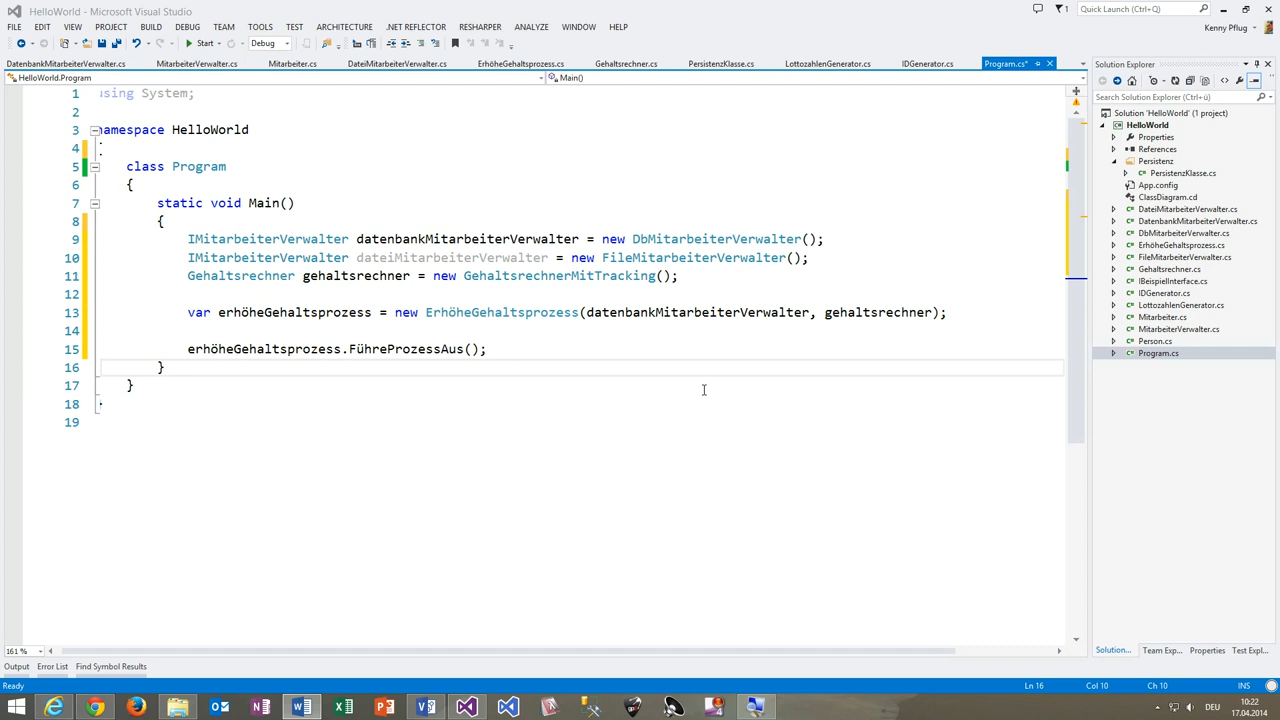 HelloWorld - Microsoft Visual Studio
Quick Launch (Ctrl+Q)
FILE EDIT VIEW PROJECT BUILD DEBUG TEAM TOOLS TEST ARCHITECTURE .NET REFLECTOR RESHARPER ANALYZE WINDOW HELP
Kenny Pflug
Start Debug
DatenbankMitarbeiterVerwalter.cs MitarbeiterVerwalter.cs Mitarbeiter.cs DateiMitarbeiterVerwalter.cs ErhöheGehaltsprozess.cs Gehaltsrechner.cs PersistenzKlasse.cs LottozahlenGenerator.cs IDGenerator.cs Program.cs*
HelloWorld.Program Main()
1 using System;
2
3 namespace HelloWorld
4
5 class Program
6 {
7 static void Main()
8 {
9 IMitarbeiterVerwalter datenbankMitarbeiterVerwalter = new DbMitarbeiterVerwalter();
10 IMitarbeiterVerwalter dateiMitarbeiterVerwalter = new FileMitarbeiterVerwalter();
11 Gehaltsrechner gehaltsrechner = new GehaltsrechnerMitTracking();
12
13 var erhöheGehaltsprozess = new ErhöheGehaltsprozess(datenbankMitarbeiterVerwalter, gehaltsrechner);
14
15 erhöheGehaltsprozess.FühreProzessAus();
16 }
17 }
18
19
161 %
Output Error List Find Symbol Results
Solution Explorer
Search Solution Explorer (Ctrl+ü)
Solution 'HelloWorld' (1 project)
HelloWorld
Properties
References
Persistenz
PersistenzKlasse.cs
App.config
ClassDiagram.cd
DateiMitarbeiterVerwalter.cs
DatenbankMitarbeiterVerwalter.cs
DbMitarbeiterVerwalter.cs
ErhöheGehaltsprozess.cs
FileMitarbeiterVerwalter.cs
Gehaltsrechner.cs
IBeispielInterface.cs
IDGenerator.cs
LottozahlenGenerator.cs
Mitarbeiter.cs
MitarbeiterVerwalter.cs
Person.cs
Program.cs
Solution... Team Exp... Properties Test Expl...
Ready Ln 16 Col 10 Ch 10 INS
DEU
10:22
17.04.2014